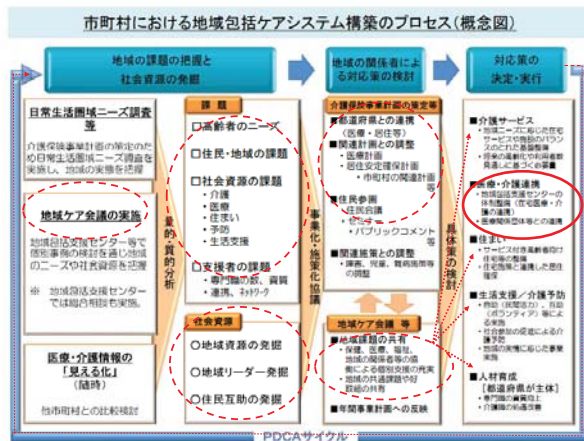 市町村における地域包括ケアシステム構築のプロセス(概念図)
地域の課題の把握と
社会資源の発掘
地域の関係者によ
る対応策の検討
対応策の
決定・実行
日常生活圏域ニーズ調査
等
介護保険事業計画の策定のた
め日常生活圏域ニーズ調査を
実施し、地域の実態を把握
地域ケア会議の実施
地域包括支援センター等で
個別事例の検討を通じ地域
のニーズや社会資源を把握
※ 地域包括支援センター
では総合相談も実施。
医療・介護情報の
「見える化」
(随時)
他市町村との比較検討
量的・質的分析
課題
□高齢者のニーズ
□住民・地域の課題
□社会資源の課題
・介護
・医療
・住まい
・予防
・生活支援
□支援者の課題
・専門職の数、資質
・連携、ネットワーク
社会資源
○地域資源の発掘
○地域リーダー発掘
○住民互助の発掘
事業化・施策化協議
介護保険事業計画の策定等
■都道府県との連携
(医療・居住等)
■関連計画との調整
・医療計画
・居住安定確保計画
・市町村の関連計画
等
■住民参画
・住民会議
・セミナー
・パブリックコメント
等
■関連施策との調整
・障害、児童、難病施策等
の調整
地域ケア会議 等
■地域課題の共有
・保健、医療、福祉、
地域の関係者等の協
働による個別支援の充実
・地域の共通課題や好
取組の共有
■年間事業計画への反映
具体策の検討
■介護サービス
・地域ニーズに応じた在宅
サービスや施設のバランス
のとれた基盤整備
・将来の高齢化や利用者数
見通しに基づく必要量
■医療・介護連携
・地域包括支援センターの
体制整備(在宅医療・介
護の連携)
・医療関係団体等との連携
■住まい
・サービス付き高齢者向け
住宅等の整備
・住宅施策と連携した居住
確保
■生活支援/介護予防
・自助(民間活力)、互助
(ボランティア)等によ
る実施
・社会参加の促進による介
護予防
・地域の実情に応じた事業
実施
■人材育成
[都道府県が主体]
・専門職の資質向上
・介護職の処遇改善
PDCAサイクル